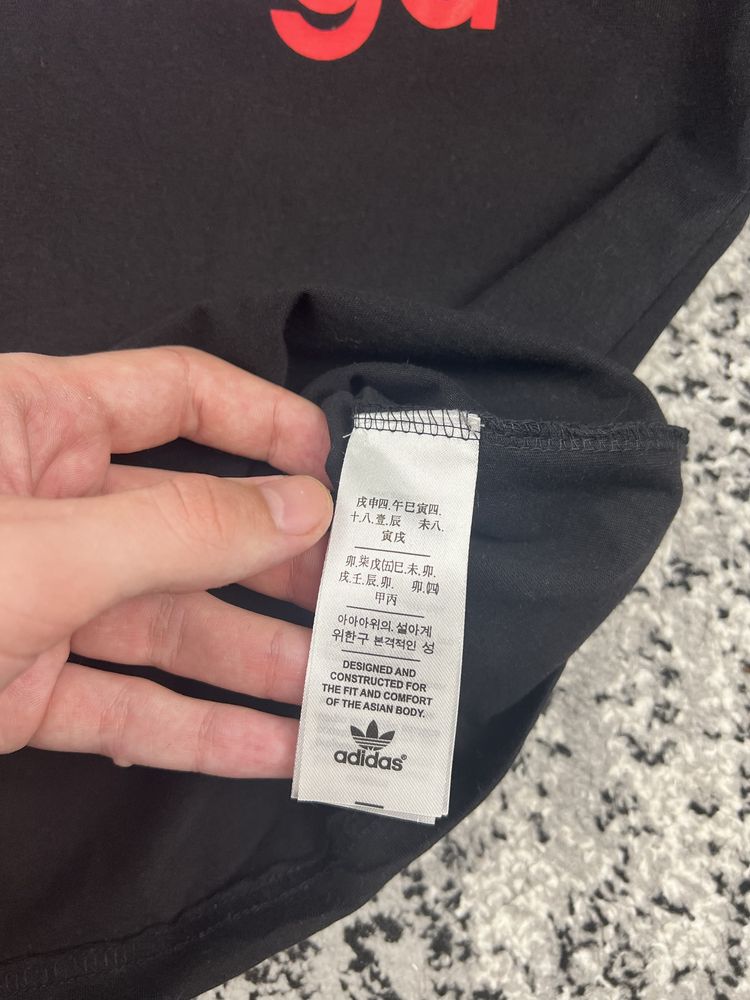 ga
戌申四.午巳寅四.
十.八.壹.辰 未八.
寅戌
卯.柒戊㈤巳.未.卯.
戌.壬.辰.卯. 卯.㈣
甲丙
아아아위의. 설아계
위한구 본격적인 성
DESIGNED AND
CONSTRUCTED FOR
THE FIT AND COMFORT
OF THE ASIAN BODY.
adidas®